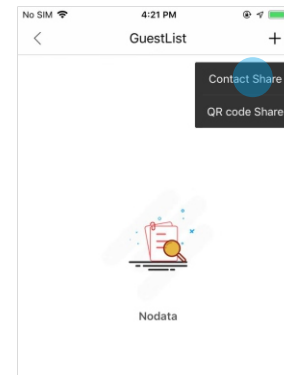 No SIM 4:21 PM
GuestList +
Contact Share
QR code Share
Nodata